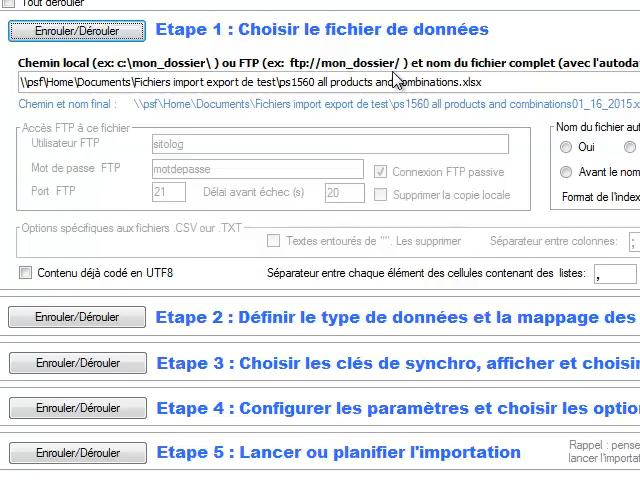 Tout dérouler
Enrouler/Dérouler
Etape 1 : Choisir le fichier de données
Chemin local (ex: c:\mon_dossier\ ) ou FTP (ex: ftp://mon_dossier/ ) et nom du fichier complet (avec l'autoda
\\psf\Home\Documents\Fichiers import export de test\ps1560 all products and combinations.xlsx
Chemin et nom final : \\psf\Home\Documents\Fichiers import export de test\ps1560 all products and combinations01_16_2015.x
Accès FTP à ce fichier
Utilisateur FTP sitolog
Mot de passe FTP motdepasse
Connexion FTP passive
Port FTP 21 Délai avant échec (s) 20
Supprimer la copie locale
Nom du fichier aut
Oui
Avant le nom
Format de l'index
Options spécifiques aux fichiers .CSV our .TXT
Textes entourés de "". Les supprimer Séparateur entre colonnes: ;
Contenu déjà codé en UTF8 Séparateur entre chaque élément des cellules contenant des listes: ,
Enrouler/Dérouler
Etape 2 : Définir le type de données et la mappage des
Enrouler/Dérouler
Etape 3 : Choisir les clés de synchro, afficher et choisir
Enrouler/Dérouler
Etape 4 : Configurer les paramètres et choisir les optio
Enrouler/Dérouler
Etape 5 : Lancer ou planifier l'importation
Rappel : pense
lancer l'importa